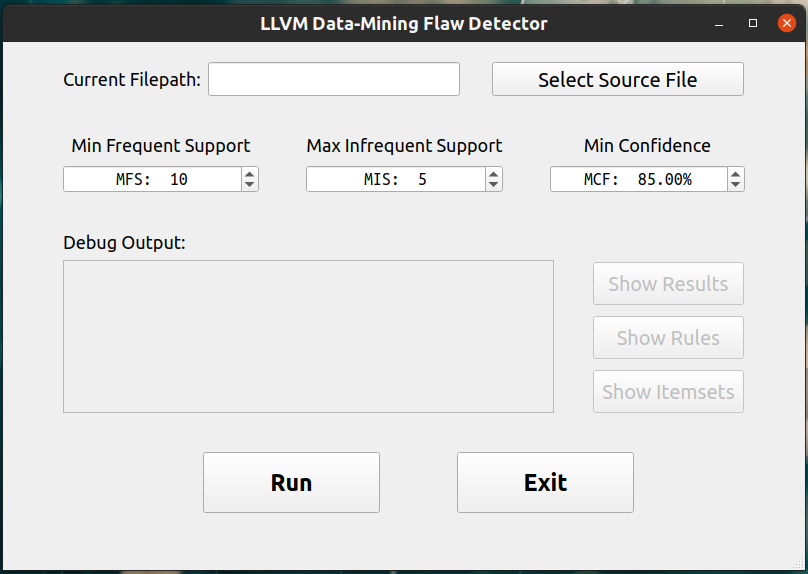 LLVM Data-Mining Flaw Detector
Current Filepath:
Select Source File
Min Frequent Support
Max Infrequent Support
Min Confidence
MFS: 10
MIS: 5
MCF: 85.00%
Debug Output:
Show Results
Show Rules
Show Itemsets
Run
Exit